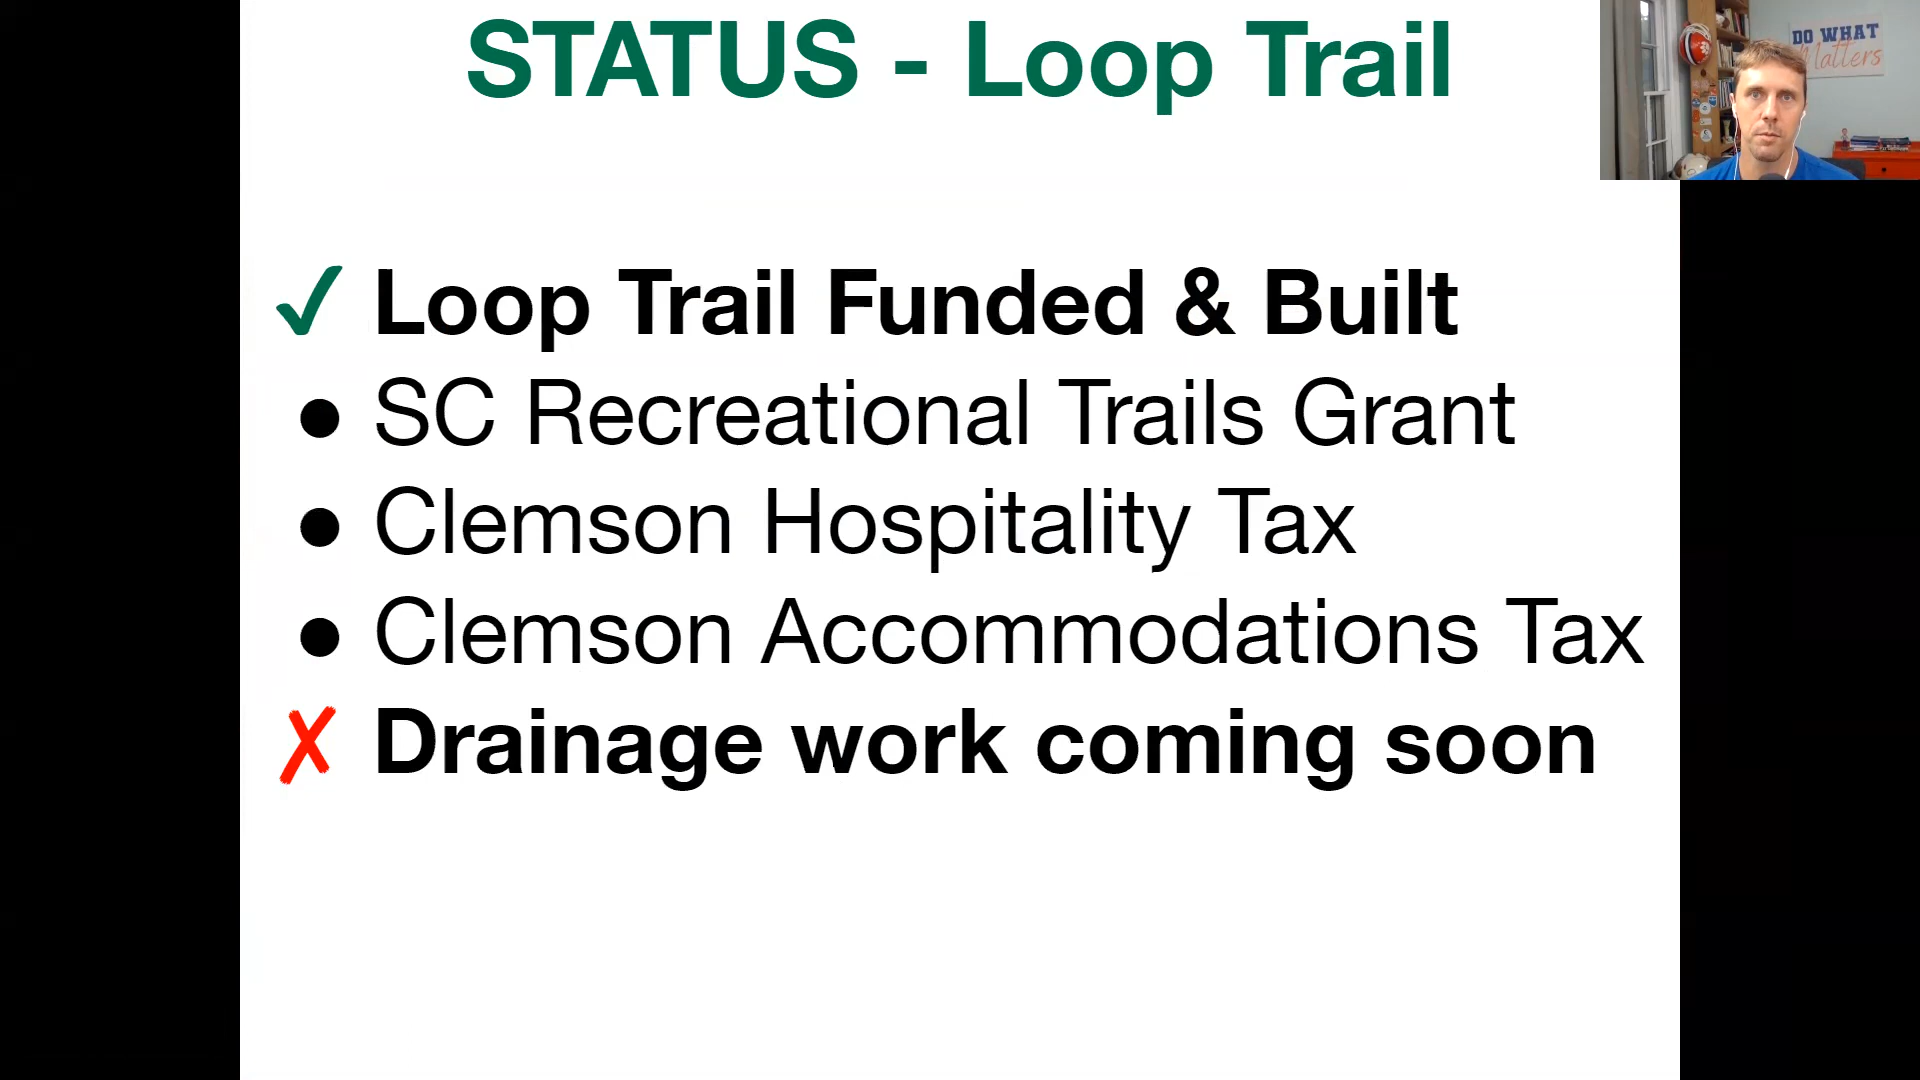 STATUS - Loop Trail
DO WHAT
Matters
✓ Loop Trail Funded & Built
● SC Recreational Trails Grant
● Clemson Hospitality Tax
● Clemson Accommodations Tax
✗ Drainage work coming soon